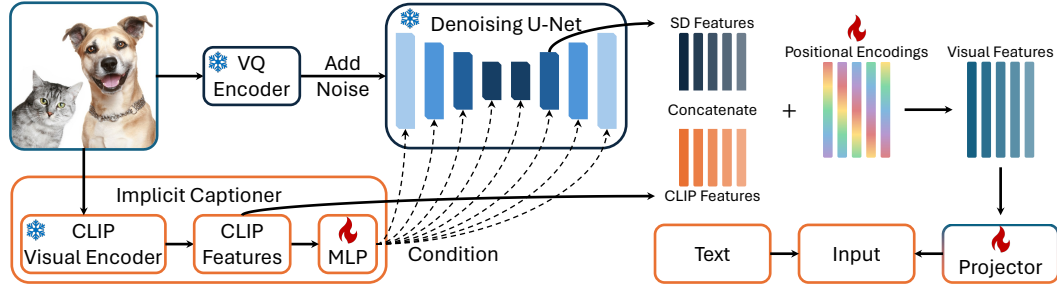 Denoising U-Net
VQ
Encoder
Add
Noise
SD Features
Positional Encodings
Visual Features
Concatenate
+
CLIP Features
Implicit Captioner
CLIP
Visual Encoder
CLIP
Features
MLP
Condition
Text
Input
Projector